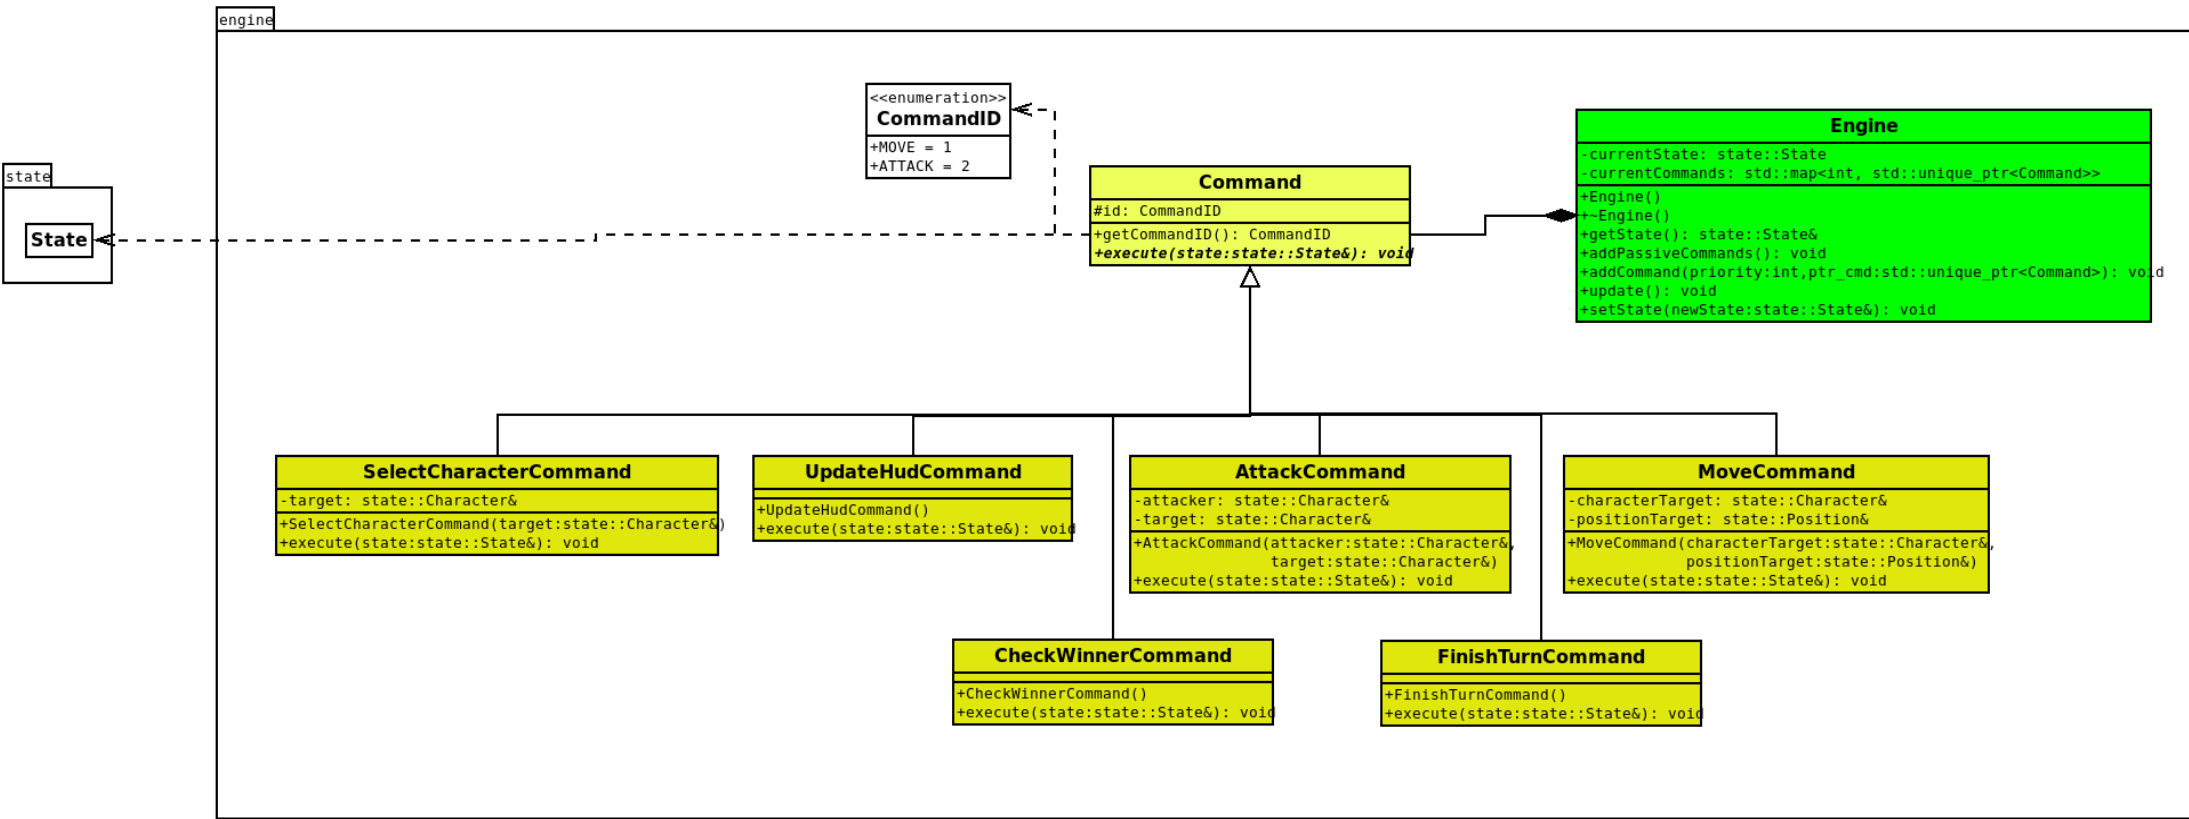 engine
<<enumeration>>
CommandID
+MOVE = 1
+ATTACK = 2
state
State
Command
#id: CommandID
+getCommandID(): CommandID
+execute(state:state::State&): void
Engine
-currentState: state::State
-currentCommands: std::map<int, std::unique_ptr<Command>>
+Engine()
+~Engine()
+getState(): state::State&
+addPassiveCommands(): void
+addCommand(priority:int,ptr_cmd:std::unique_ptr<Command>): void
+update(): void
+setState(newState:state::State&): void
SelectCharacterCommand
-target: state::Character&
+SelectCharacterCommand(target:state::Character&)
+execute(state:state::State&): void
UpdateHudCommand
+UpdateHudCommand()
+execute(state:state::State&): void
AttackCommand
-attacker: state::Character&
-target: state::Character&
+AttackCommand(attacker:state::Character&,
target:state::Character&)
+execute(state:state::State&): void
MoveCommand
-characterTarget: state::Character&
-positionTarget: state::Position&
+MoveCommand(characterTarget:state::Character&,
positionTarget:state::Position&)
+execute(state:state::State&): void
CheckWinnerCommand
+CheckWinnerCommand()
+execute(state:state::State&): void
FinishTurnCommand
+FinishTurnCommand()
+execute(state:state::State&): void